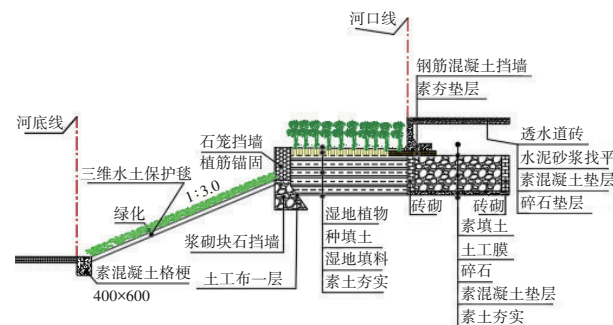 河口线
钢筋混凝土挡墙
素夯垫层
河底线
石笼挡墙
植筋锚固
透水道砖
水泥砂浆找平
素混凝土垫层
碎石垫层
三维水土保护毯
1:3.0
绿化
湿地植物
种填土
湿地填料
素土夯实
砖砌
砖砌
素填土
土工膜
碎石
素混凝土垫层
素土夯实
浆砌块石挡墙
土工布一层
素混凝土格梗
400×600